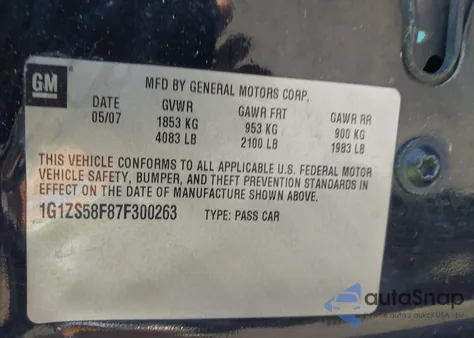 GM
MFD BY GENERAL MOTORS CORP.
DATE GVWR GAWR FRT GAWR RR
05/07 1853 KG 953 KG 900 KG
4083 LB 2100 LB 1983 LB
THIS VEHICLE CONFORMS TO ALL APPLICABLE U.S. FEDERAL MOTOR
VEHICLE SAFETY, BUMPER, AND THEFT PREVENTION STANDARDS IN
EFFECT ON THE DATE OF MANUFACTURE SHOWN ABOVE.
1G1ZS58F87F300263 TYPE: PASS CAR
autoSnap